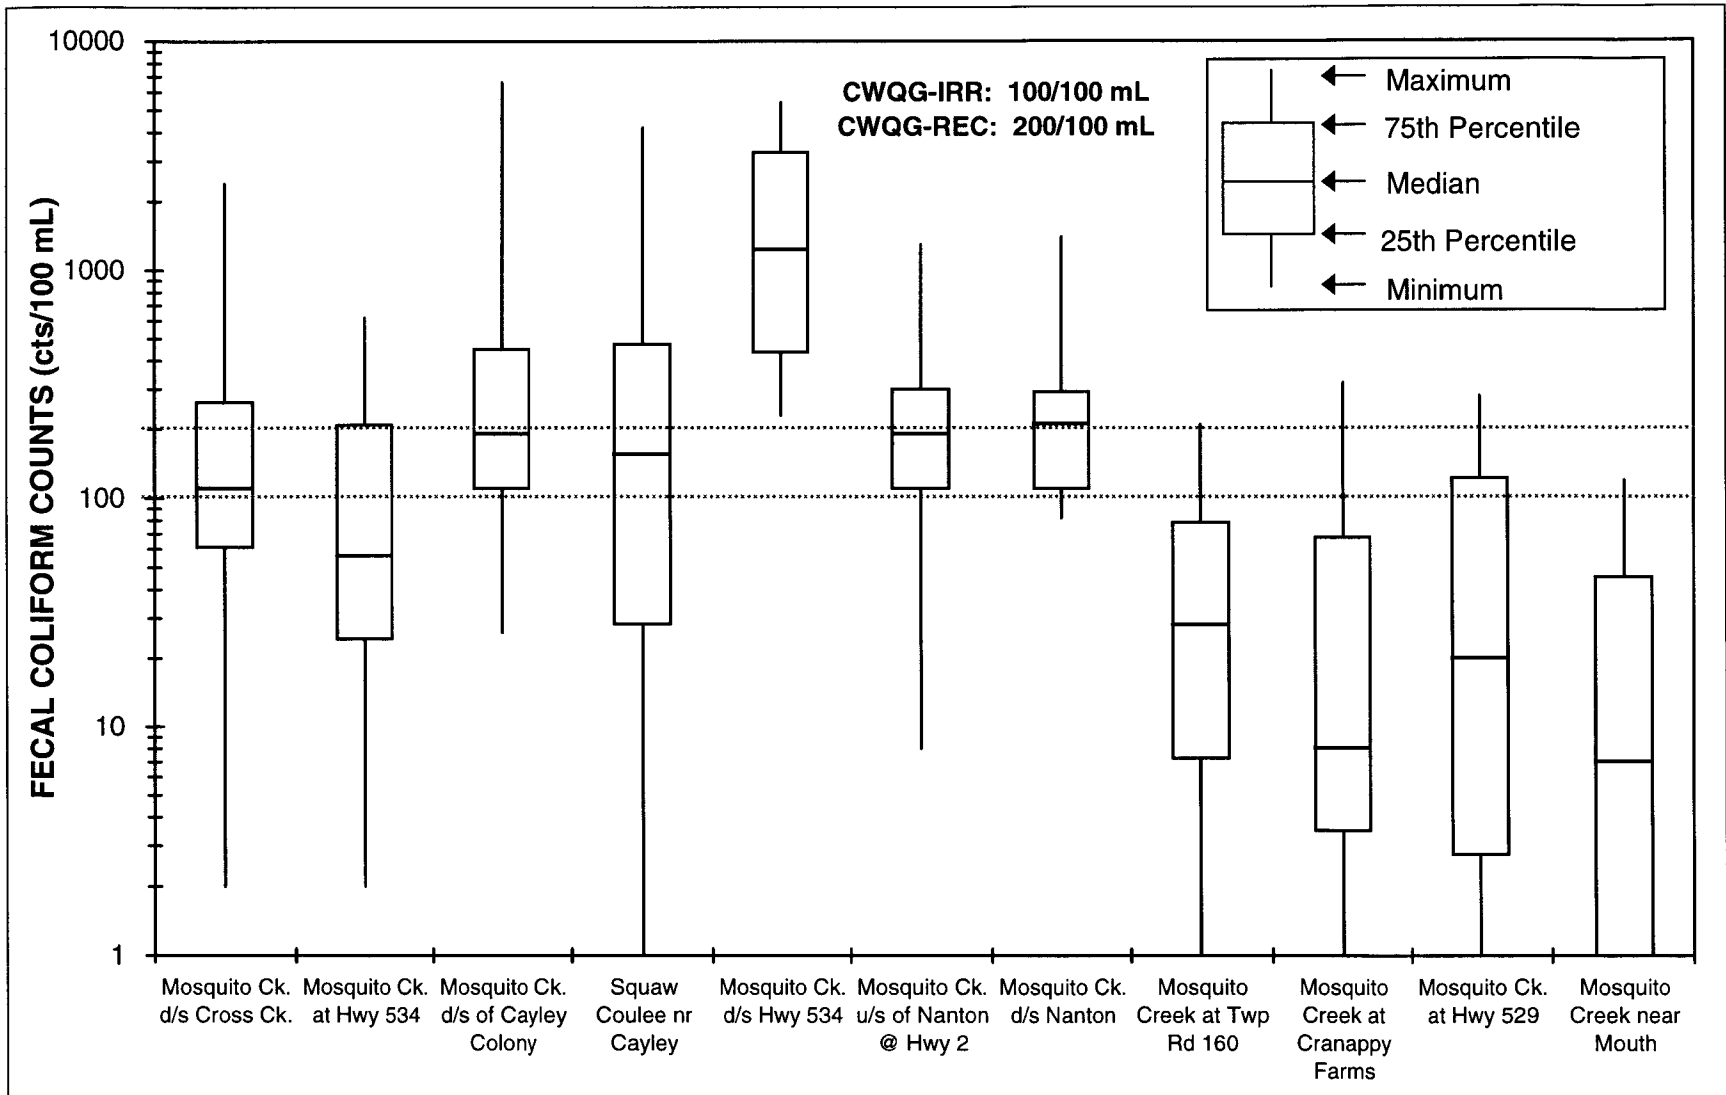 10000
1000
100
10
1
FECAL COLIFORM COUNTS (cts/100 mL)
CWQG-IRR: 100/100 mL
CWQG-REC: 200/100 mL
Maximum
75th Percentile
Median
25th Percentile
Minimum
Mosquito Ck.
d/s Cross Ck.
Mosquito Ck.
at Hwy 534
Mosquito Ck.
d/s of Cayley
Colony
Squaw
Coulee nr
Cayley
Mosquito Ck.
d/s Hwy 534
Mosquito Ck.
u/s of Nanton
@ Hwy 2
Mosquito Ck.
d/s Nanton
Mosquito
Creek at Twp
Rd 160
Mosquito
Creek at
Cranappy
Farms
Mosquito Ck.
at Hwy 529
Mosquito
Creek near
Mouth